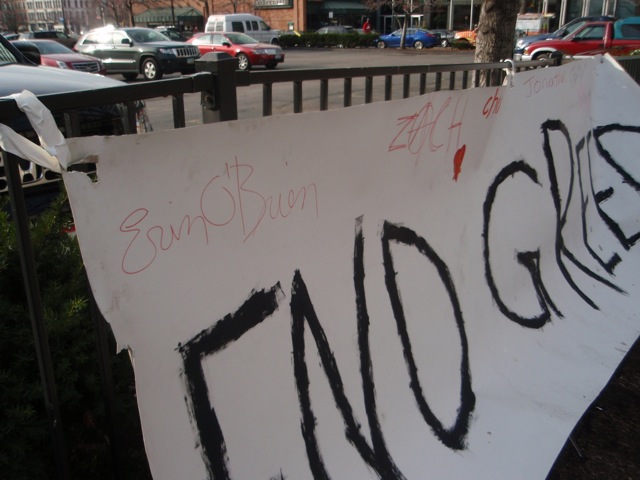 ZACH
Erin O'Brien
END GREED